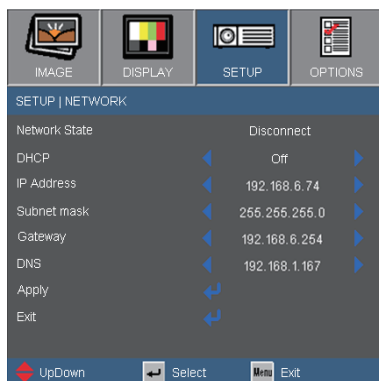 IMAGE DISPLAY SETUP OPTIONS
SETUP | NETWORK
Network State Disconnect
DHCP Off
IP Address 192.168.6.74
Subnet mask 255.255.255.0
Gateway 192.168.6.254
DNS 192.168.1.167
Apply
Exit
UpDown Select Menu Exit